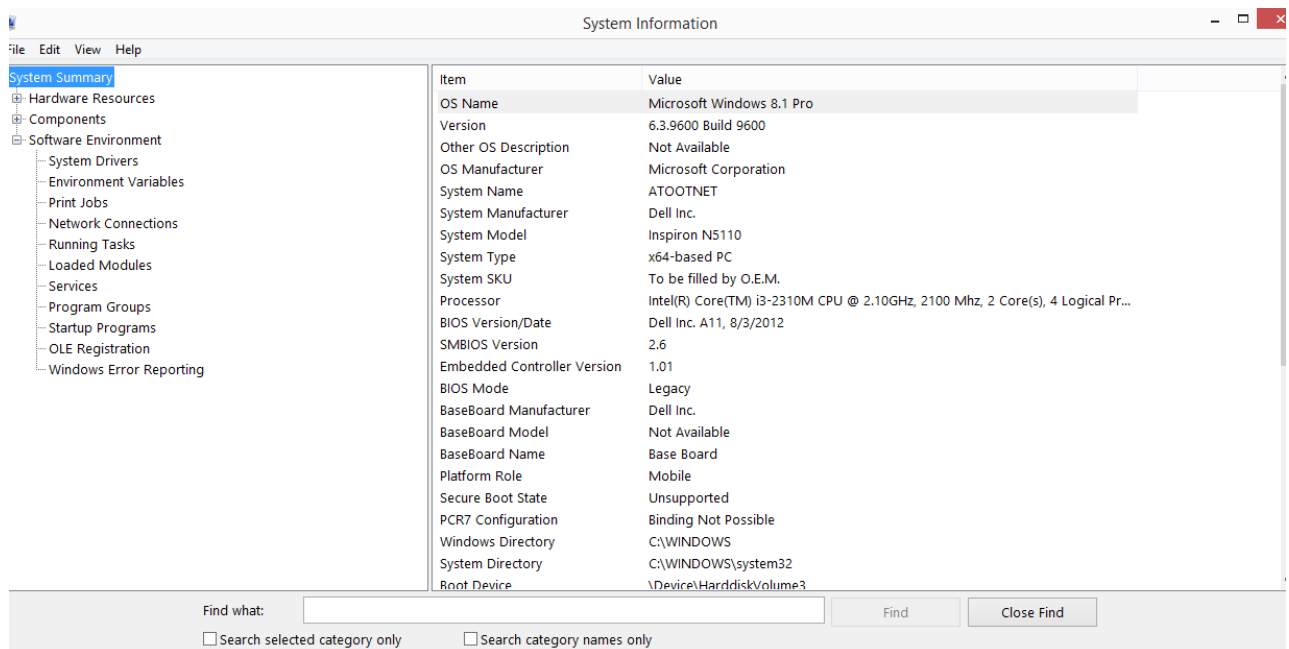 System Information
File Edit View Help
System Summary
Hardware Resources
Components
Software Environment
System Drivers
Environment Variables
Print Jobs
Network Connections
Running Tasks
Loaded Modules
Services
Program Groups
Startup Programs
OLE Registration
Windows Error Reporting
Item Value
OS Name Microsoft Windows 8.1 Pro
Version 6.3.9600 Build 9600
Other OS Description Not Available
OS Manufacturer Microsoft Corporation
System Name ATOOTNET
System Manufacturer Dell Inc.
System Model Inspiron N5110
System Type x64-based PC
System SKU To be filled by O.E.M.
Processor Intel(R) Core(TM) i3-2310M CPU @ 2.10GHz, 2100 Mhz, 2 Core(s), 4 Logical Pr...
BIOS Version/Date Dell Inc. A11, 8/3/2012
SMBIOS Version 2.6
Embedded Controller Version 1.01
BIOS Mode Legacy
BaseBoard Manufacturer Dell Inc.
BaseBoard Model Not Available
BaseBoard Name Base Board
Platform Role Mobile
Secure Boot State Unsupported
PCR7 Configuration Binding Not Possible
Windows Directory C:\WINDOWS
System Directory C:\WINDOWS\system32
Boot Device \Device\HarddiskVolume3
Find what: Find Close Find
Search selected category only Search category names only